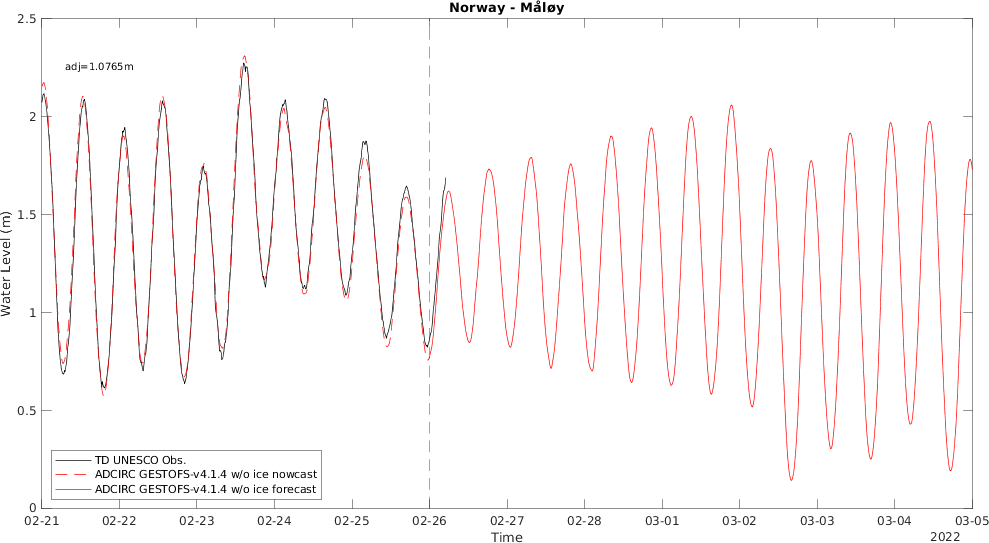 Norway - Måløy
adj=1.0765m
Water Level (m)
2.5
2
1.5
1
0.5
0
TD UNESCO Obs.
ADCIRC GESTOFS-v4.1.4 w/o ice nowcast
ADCIRC GESTOFS-v4.1.4 w/o ice forecast
02-21 02-22 02-23 02-24 02-25 02-26 02-27 02-28 03-01 03-02 03-03 03-04 03-05
Time
2022